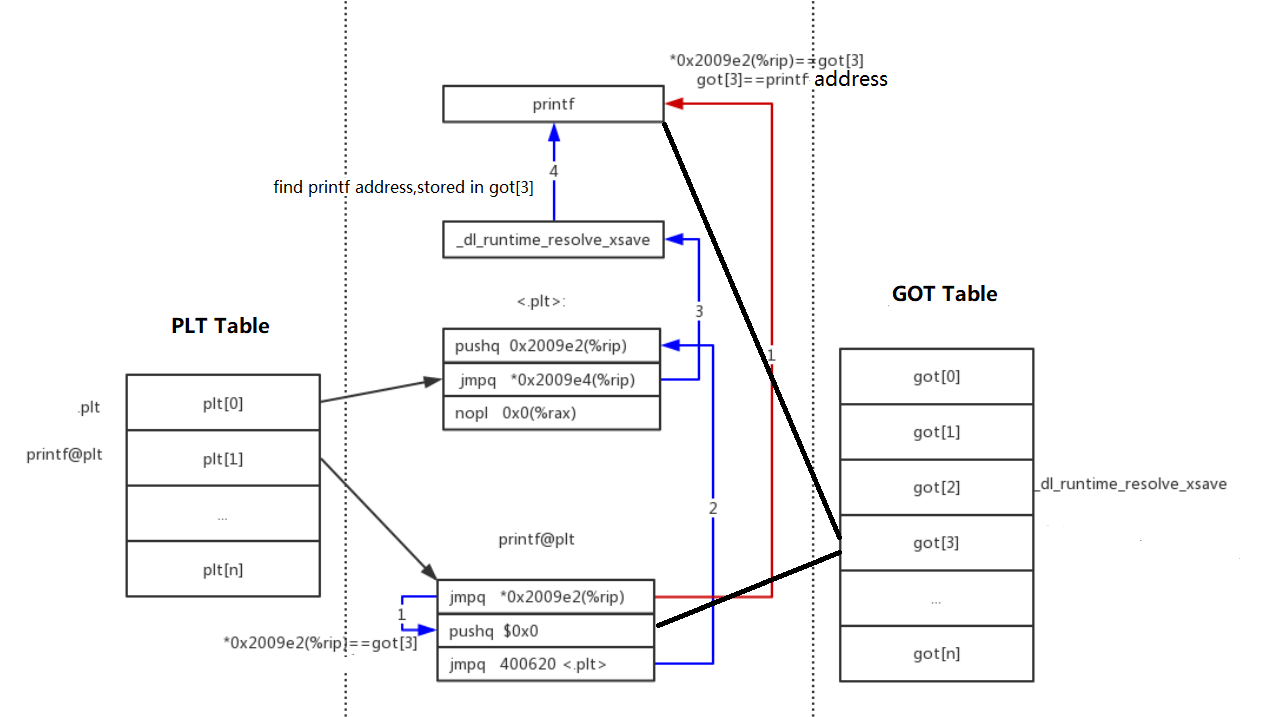 *0x2009e2(%rip)==got[3]
got[3]==printf address
printf
4
find printf address,stored in got[3]
_dl_runtime_resolve_xsave
<.plt>:
3
pushq 0x2009e2(%rip)
jmpq *0x2009e4(%rip)
nopl 0x0(%rax)
1
PLT Table
.plt
plt[0]
printf@plt
plt[1]
...
plt[n]
GOT Table
got[0]
got[1]
got[2]
_dl_runtime_resolve_xsave
got[3]
...
got[n]
2
printf@plt
jmpq *0x2009e2(%rip)
1
pushq $0x0
*0x2009e2(%rip)==got[3]
jmpq 400620 <.plt>